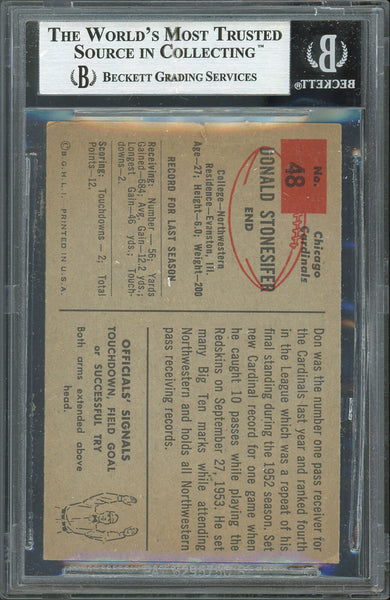 THE WORLD'S MOST TRUSTED
SOURCE IN COLLECTING™
B BECKETT GRADING SERVICES
BECKETT
No.
48
Chicago
Cardinals
DONALD STONESIFER
END
College—Northwestern
Residence—Evanston, Ill.
Age—27; Height—6.0; Weight—200
RECORD FOR LAST SEASON
Receiving: Number — 56; Yards
Gained—684; Avg. Gain—12.2 yds.;
Longest Gain—46 yds.; Touch-
downs—2.
Scoring: Touchdowns — 2; Total
Points—12.
© B.G.H.L.I. PRINTED IN U.S.A.
Don was the number one pass receiver for
the Cardinals last year and ranked fourth
in the League which was a repeat of his
final standing during the 1952 season. Set
new Cardinal record for one game when
he caught 10 passes while playing the
Redskins on September 27, 1953. He set
many Big Ten marks while attending
Northwestern and holds all Northwestern
pass receiving records.
OFFICIALS' SIGNALS
TOUCHDOWN, FIELD GOAL
or SUCCESSFUL TRY
Both arms extended above
head.